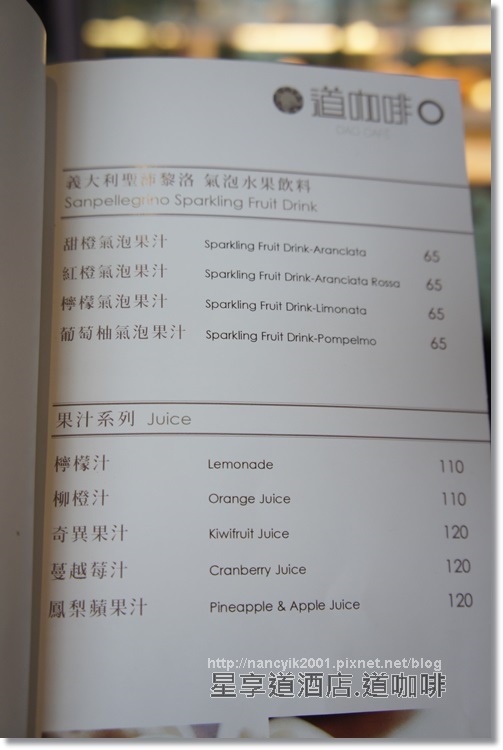 道咖啡
DAO CAFÉ
義大利聖沛黎洛 氣泡水果飲料
Sanpellegrino Sparkling Fruit Drink
甜橙氣泡果汁 Sparkling Fruit Drink-Aranciata 65
紅橙氣泡果汁 Sparkling Fruit Drink-Aranciata Rossa 65
檸檬氣泡果汁 Sparkling Fruit Drink-Limonata 65
葡萄柚氣泡果汁 Sparkling Fruit Drink-Pompelmo 65
果汁系列 Juice
檸檬汁 Lemonade 110
柳橙汁 Orange Juice 110
奇異果汁 Kiwifruit Juice 120
蔓越莓汁 Cranberry Juice 120
鳳梨蘋果汁 Pineapple & Apple Juice 120
http://nancyik2001.pixnet.net/blog
星享道酒店.道咖啡